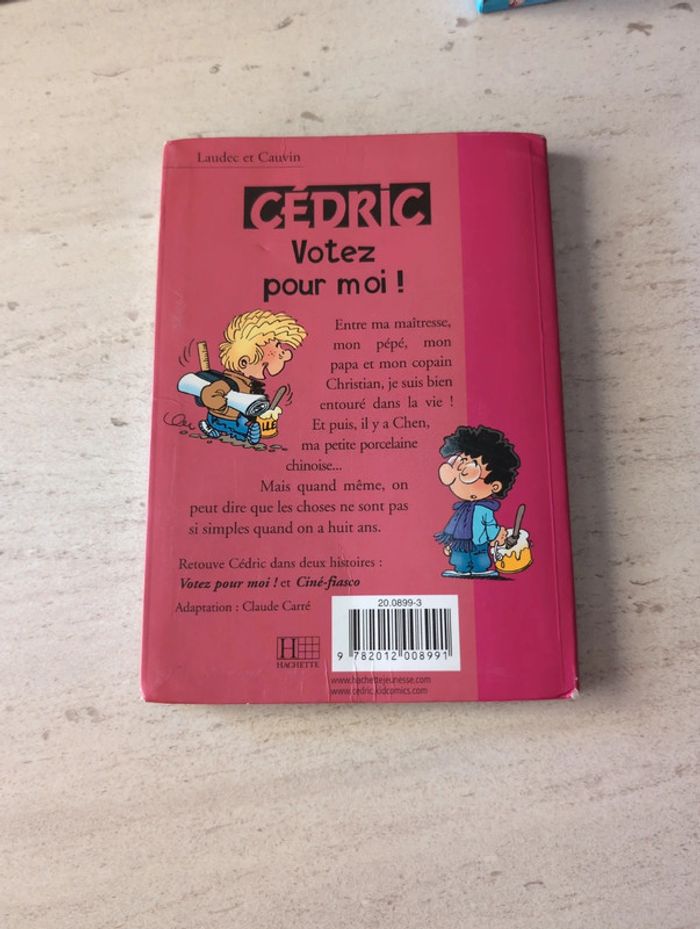 Laudec et Cauvin
CÉDRIC
Votez
pour moi !
Entre ma maîtresse,
mon pépé, mon
papa et mon copain
Christian, je suis bien
entouré dans la vie !
Et puis, il y a Chen,
ma petite porcelaine
chinoise...
Mais quand même, on
peut dire que les choses ne sont pas
si simples quand on a huit ans.
Retouve Cédric dans deux histoires :
Votez pour moi ! et Ciné-fiasco
Adaptation : Claude Carré
20.0899-3
9 782012 008991
H
HACHETTE
www.hachettejeunesse.com
www.cedric.kidcomics.com